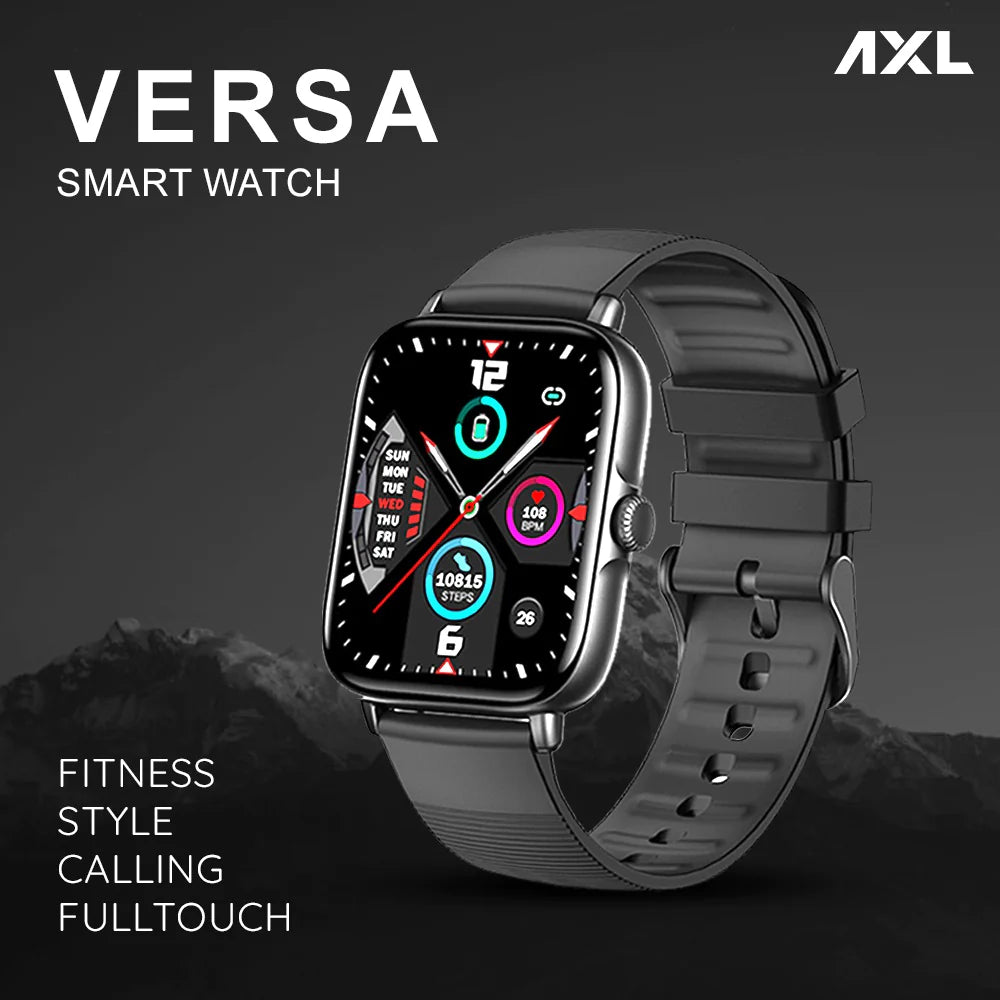 AXL
VERSA
SMART WATCH
12
SUN
MON
TUE
WED
THU
FRI
SAT
108
BPM
10815
STEPS
26
6
FITNESS
STYLE
CALLING
FULLTOUCH